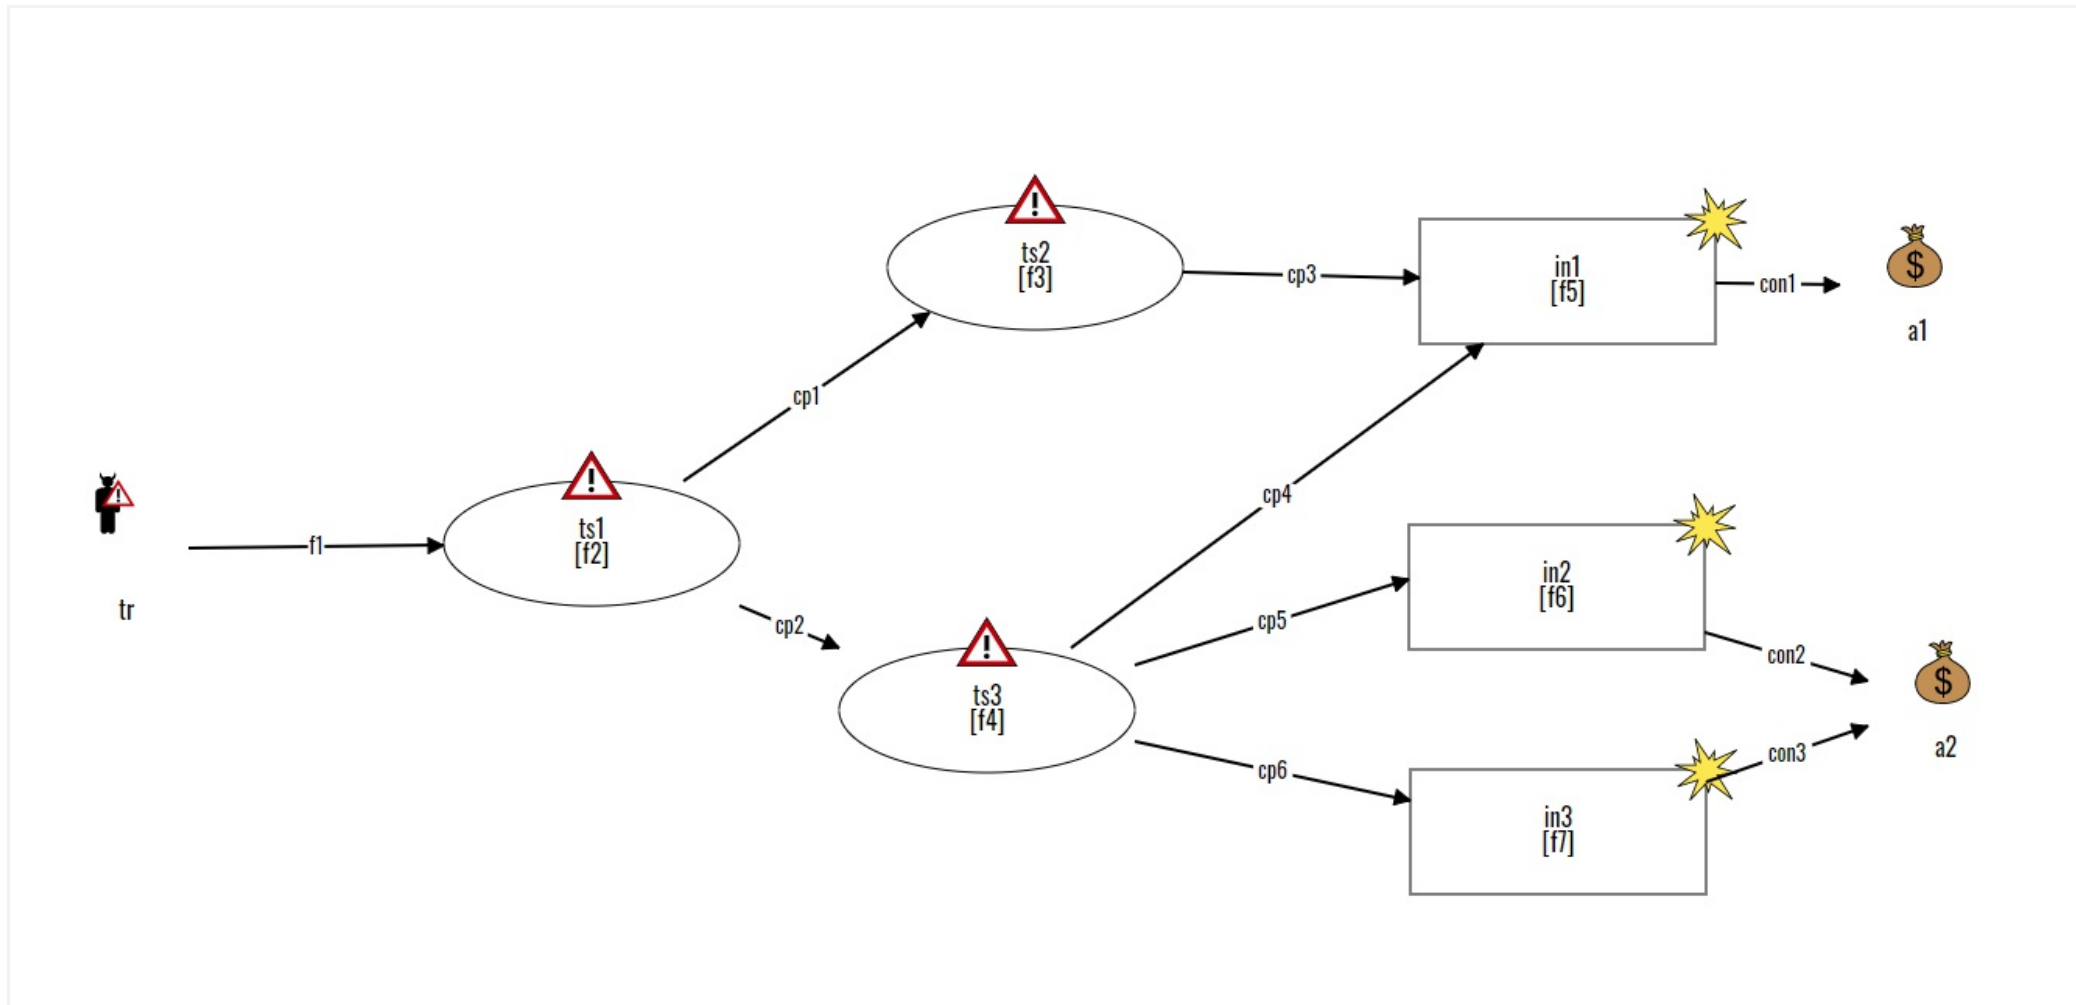 tr
f1
ts1
[f2]
cp1
cp2
ts2
[f3]
ts3
[f4]
cp3
cp4
cp5
cp6
in1
[f5]
in2
[f6]
in3
[f7]
con1
con2
con3
$
a1
$
a2